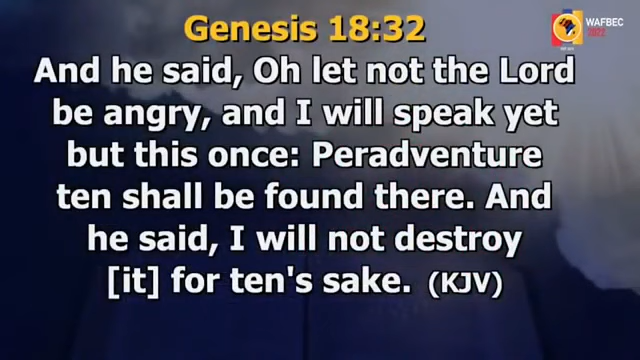 Genesis 18:32
WAFBEC
2022
And he said, Oh let not the Lord
be angry, and I will speak yet
but this once: Peradventure
ten shall be found there. And
he said, I will not destroy
[it] for ten's sake. (KJV)